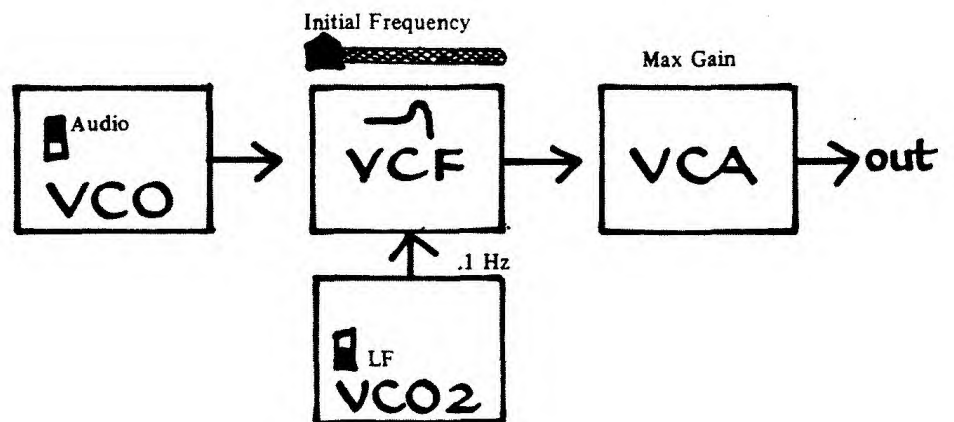 Initial Frequency
Max Gain
Audio
VCO
VCF
VCA
out
.1 Hz
LF
VCO2